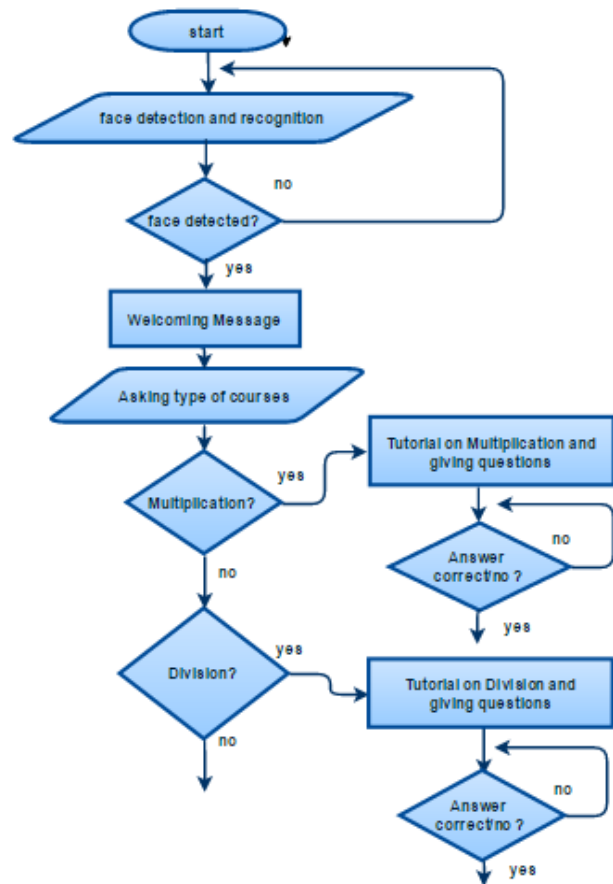 start
face detection and recognition
no
face detected?
yes
Welcoming Message
Asking type of courses
Tutorial on Multiplication and
giving questions
yes
Multiplication?
no
Answer
correct/no ?
no
yes
yes
Division?
Tutorial on Division and
giving questions
no
no
Answer
correct/no ?
yes